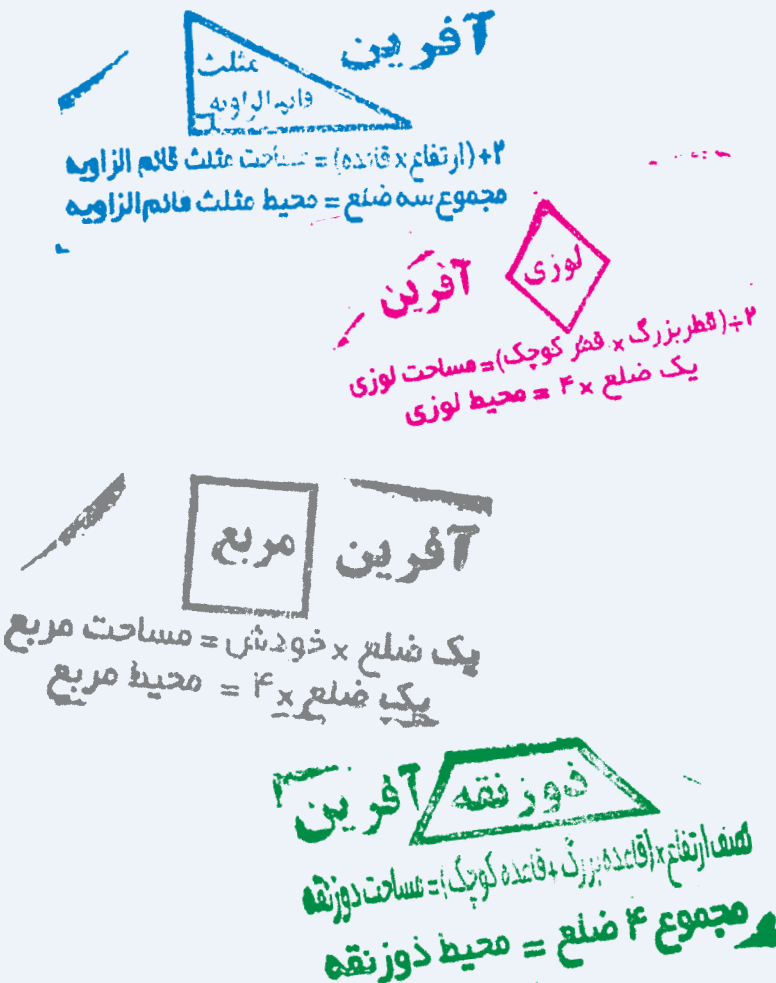 آفرین
مثلث
قائم الزاویه
۲÷(ارتفاع×قاعده)=مساحت مثلث قائم الزاویه
مجموع سه ضلع = محیط مثلث قائم الزاویه
لوزی
آفرین
۲÷(قطر بزرگ × قطر کوچک)=مساحت لوزی
یک ضلع ×۴ = محیط لوزی
آفرین
مربع
یک ضلع × خودش = مساحت مربع
یک ضلع ×۴ = محیط مربع
ذوزنقه
آفرین
نصف ارتفاع×(قاعده بزرگ+قاعده کوچک)=مساحت ذوزنقه
مجموع ۴ ضلع = محیط ذوزنقه